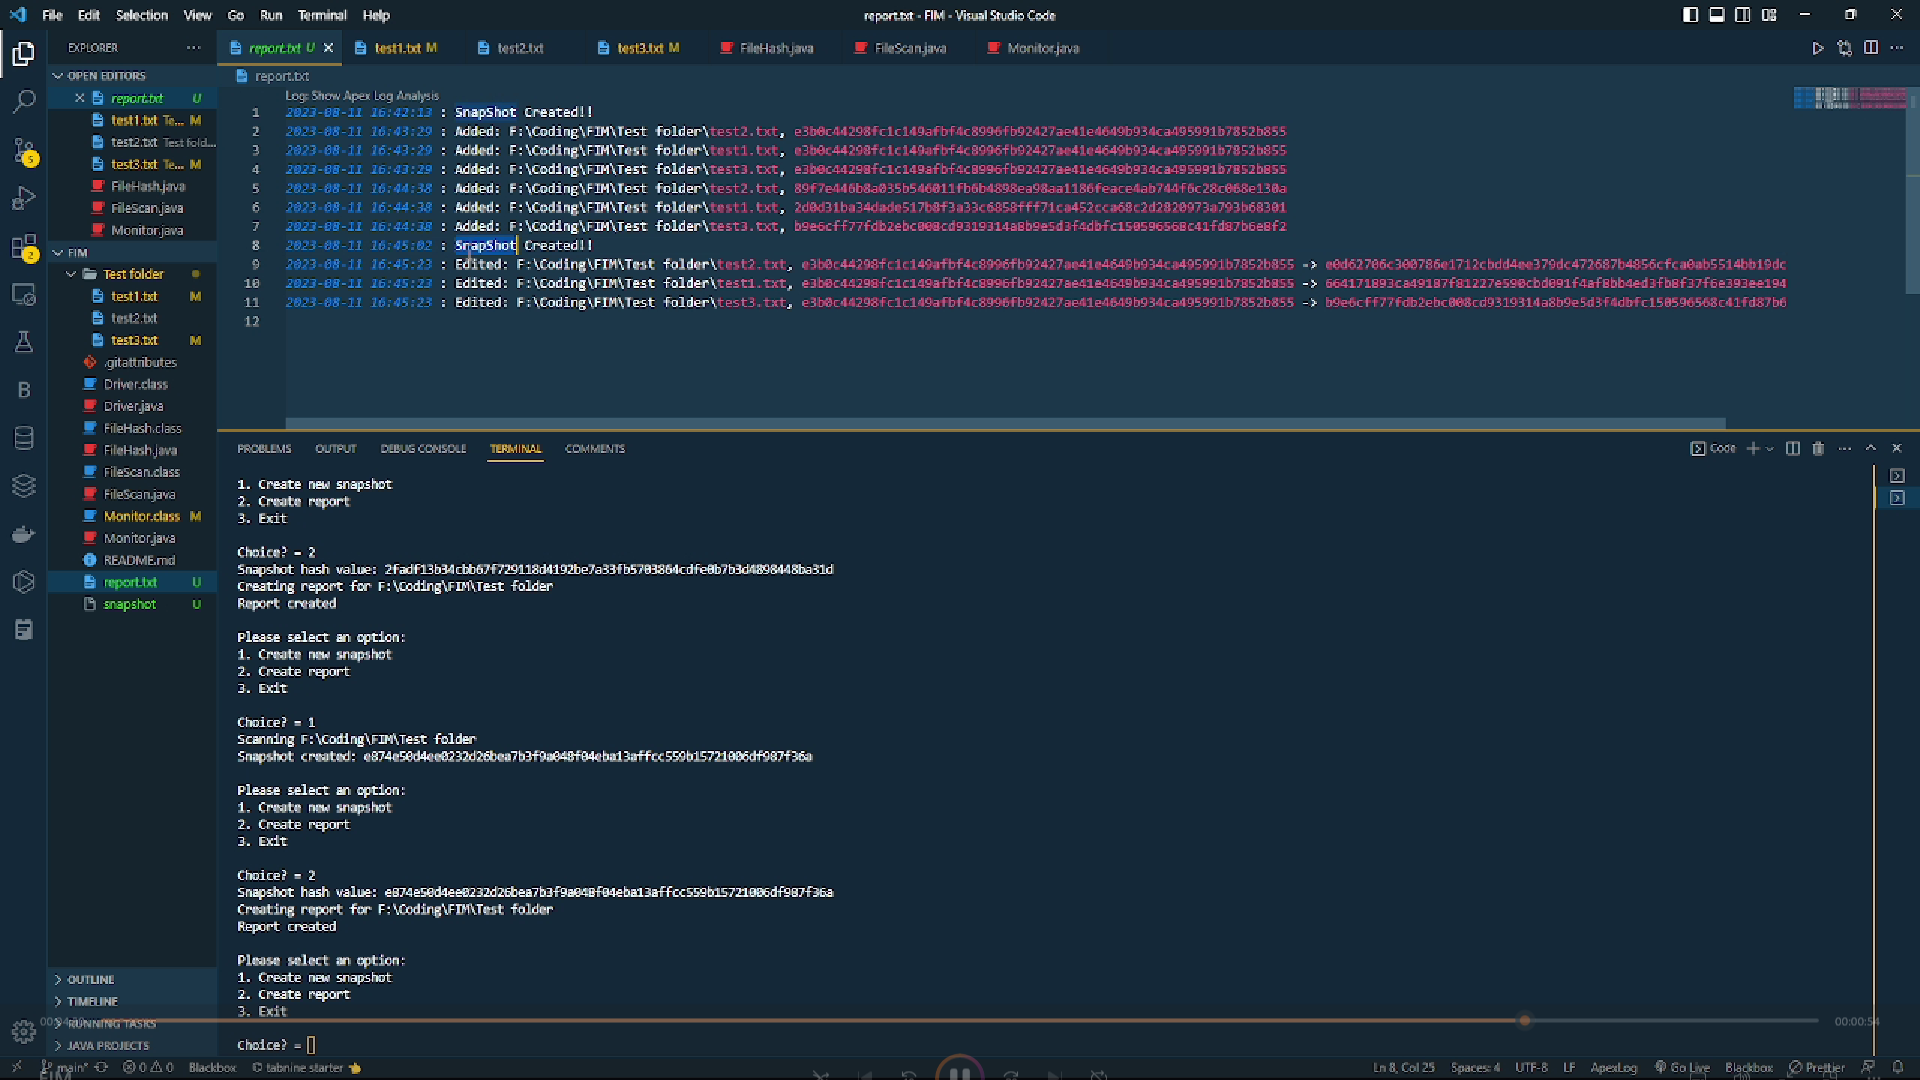 File Edit Selection View Go Run Terminal Help
report.txt - FIM - Visual Studio Code
EXPLORER
report.txt U test1.txt M test2.txt test3.txt M FileHash.java FileScan.java Monitor.java
OPEN EDITORS
report.txt U
test1.txt Te... M
test2.txt Test fold...
test3.txt Te... M
FileHash.java
FileScan.java
Monitor.java
FIM
Test folder
test1.txt M
test2.txt
test3.txt M
.gitattributes
Driver.class
Driver.java
FileHash.class
FileHash.java
FileScan.class
FileScan.java
Monitor.class M
Monitor.java
README.md
report.txt U
snapshot U
OUTLINE
TIMELINE
RUNNING TASKS
JAVA PROJECTS
5
2
B
report.txt
Log: Show Apex Log Analysis
1 2023-08-11 16:42:13 : SnapShot Created!!
2 2023-08-11 16:43:29 : Added: F:\Coding\FIM\Test folder\test2.txt, e3b0c44298fc1c149afbf4c8996fb92427ae41e4649b934ca495991b7852b855
3 2023-08-11 16:43:29 : Added: F:\Coding\FIM\Test folder\test1.txt, e3b0c44298fc1c149afbf4c8996fb92427ae41e4649b934ca495991b7852b855
4 2023-08-11 16:43:29 : Added: F:\Coding\FIM\Test folder\test3.txt, e3b0c44298fc1c149afbf4c8996fb92427ae41e4649b934ca495991b7852b855
5 2023-08-11 16:44:38 : Added: F:\Coding\FIM\Test folder\test2.txt, 89f7e446b8a035b546011fb6b4898ea98aa1186feace4ab744f6c28c068e130a
6 2023-08-11 16:44:38 : Added: F:\Coding\FIM\Test folder\test1.txt, 2d0d31ba34dade517b8f3a33c6858fff71ca452cca68c2d2820973a793b68301
7 2023-08-11 16:44:38 : Added: F:\Coding\FIM\Test folder\test3.txt, b9e6cff77fdb2ebc008cd9319314a8b9e5d3f4dbfc150596568c41fd87b6e8f2
8 2023-08-11 16:45:02 : SnapShot Created!!
9 2023-08-11 16:45:23 : Edited: F:\Coding\FIM\Test folder\test2.txt, e3b0c44298fc1c149afbf4c8996fb92427ae41e4649b934ca495991b7852b855 -> e0d62706c300786e1712cbdd4ee379dc472687b4856cfca0ab5514bb19dc
10 2023-08-11 16:45:23 : Edited: F:\Coding\FIM\Test folder\test1.txt, e3b0c44298fc1c149afbf4c8996fb92427ae41e4649b934ca495991b7852b855 -> 664171893ca49187f81227e590cbd091f4af8bb4ed3fb8f37f6e393ee194
11 2023-08-11 16:45:23 : Edited: F:\Coding\FIM\Test folder\test3.txt, e3b0c44298fc1c149afbf4c8996fb92427ae41e4649b934ca495991b7852b855 -> b9e6cff77fdb2ebc008cd9319314a8b9e5d3f4dbfc150596568c41fd87b6
12
PROBLEMS OUTPUT DEBUG CONSOLE TERMINAL COMMENTS
Code
1. Create new snapshot
2. Create report
3. Exit
Choice? = 2
Snapshot hash value: 2fadf13b34cbb67f729118d4192be7a33fb5703864cdfe0b7b3d4898448ba31d
Creating report for F:\Coding\FIM\Test folder
Report created
Please select an option:
1. Create new snapshot
2. Create report
3. Exit
Choice? = 1
Scanning F:\Coding\FIM\Test folder
Snapshot created: e874e50d4ee0232d26bea7b3f9a048f04eba13affcc559b15721006df987f36a
Please select an option:
1. Create new snapshot
2. Create report
3. Exit
Choice? = 2
Snapshot hash value: e874e50d4ee0232d26bea7b3f9a048f04eba13affcc559b15721006df987f36a
Creating report for F:\Coding\FIM\Test folder
Report created
Please select an option:
1. Create new snapshot
2. Create report
3. Exit
00:00:54
Choice? =
main* 0 0 Blackbox tabnine starter Ln 8, Col 25 Spaces: 4 UTF-8 LF ApexLog Go Live Blackbox Prettier
FIM